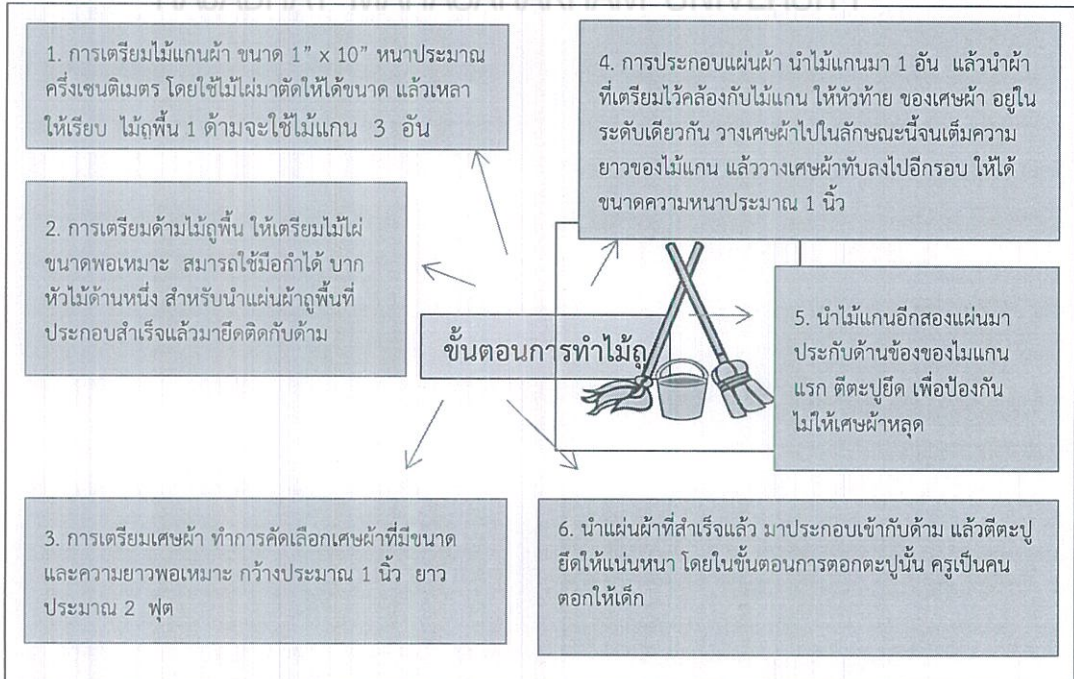 RAJABHAT MAHASARAKHAM UNIVERSITY
1. การเตรียมไม้แกนผ้า ขนาด 1” x 10” หนาประมาณ
ครึ่งเซนติเมตร โดยใช้ไม้ไผ่มาตัดให้ได้ขนาด แล้วเหลา
ให้เรียบ ไม้ถูพื้น 1 ด้ามจะใช้ไม้แกน 3 อัน
2. การเตรียมด้ามไม้ถูพื้น ให้เตรียมไม้ไผ่
ขนาดพอเหมาะ สมารถใช้มือกำได้ บาก
หัวไม้ด้านหนึ่ง สำหรับนำแผ่นผ้าถูพื้นที่
ประกอบสำเร็จแล้วมายึดติดกับด้าม
3. การเตรียมเศษผ้า ทำการคัดเลือกเศษผ้าที่มีขนาด
และความยาวพอเหมาะ กว้างประมาณ 1 นิ้ว ยาว
ประมาณ 2 ฟุต
ขั้นตอนการทำไม้ถู
4. การประกอบแผ่นผ้า นำไม้แกนมา 1 อัน แล้วนำผ้า
ที่เตรียมไว้คล้องกับไม้แกน ให้หัวท้าย ของเศษผ้า อยู่ใน
ระดับเดียวกัน วางเศษผ้าไปในลักษณะนี้จนเต็มความ
ยาวของไม้แกน แล้ววางเศษผ้าทับลงไปอีกรอบ ให้ได้
ขนาดความหนาประมาณ 1 นิ้ว
5. นำไม้แกนอีกสองแผ่นมา
ประกับด้านข้องของไมแกน
แรก ตีตะปูยึด เพื่อป้องกัน
ไม่ให้เศษผ้าหลุด
6. นำแผ่นผ้าที่สำเร็จแล้ว มาประกอบเข้ากับด้าม แล้วตีตะปู
ยึดให้แน่นหนา โดยในขั้นตอนการตอกตะปูนั้น ครูเป็นคน
ตอกให้เด็ก